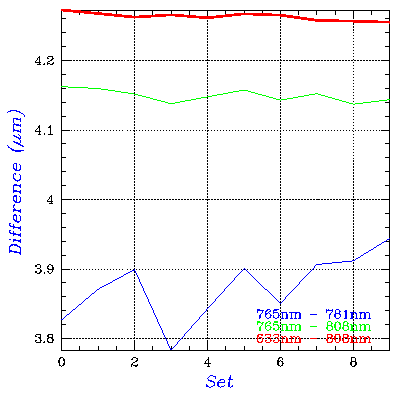 4.2
4.1
4
3.9
3.8
Difference (μm)
765nm - 781nm
765nm - 808nm
633nm - 808nm
0 2 4 6 8
Set